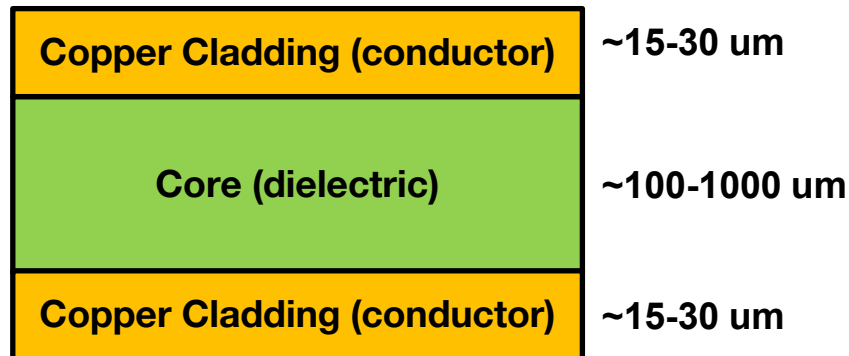 Copper Cladding (conductor) ~15-30 um
Core (dielectric) ~100-1000 um
Copper Cladding (conductor) ~15-30 um